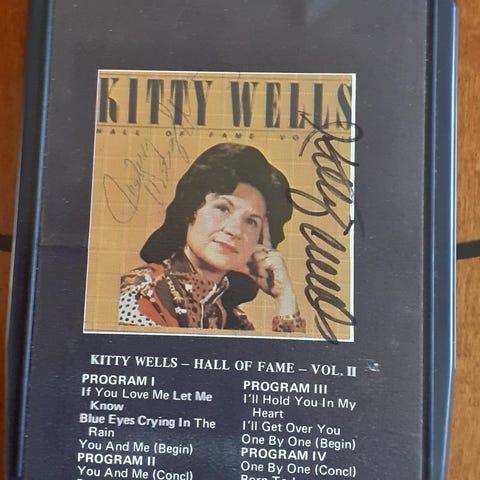 KITTY WELLS
HALL OF FAME VO
Kitty Wells
KITTY WELLS – HALL OF FAME – VOL. II
PROGRAM I
If You Love Me Let Me
Know
Blue Eyes Crying In The
Rain
You And Me (Begin)
PROGRAM II
You And Me (Concl)
PROGRAM III
I'll Hold You In My
Heart
I'll Get Over You
One By One (Begin)
PROGRAM IV
One By One (Concl)